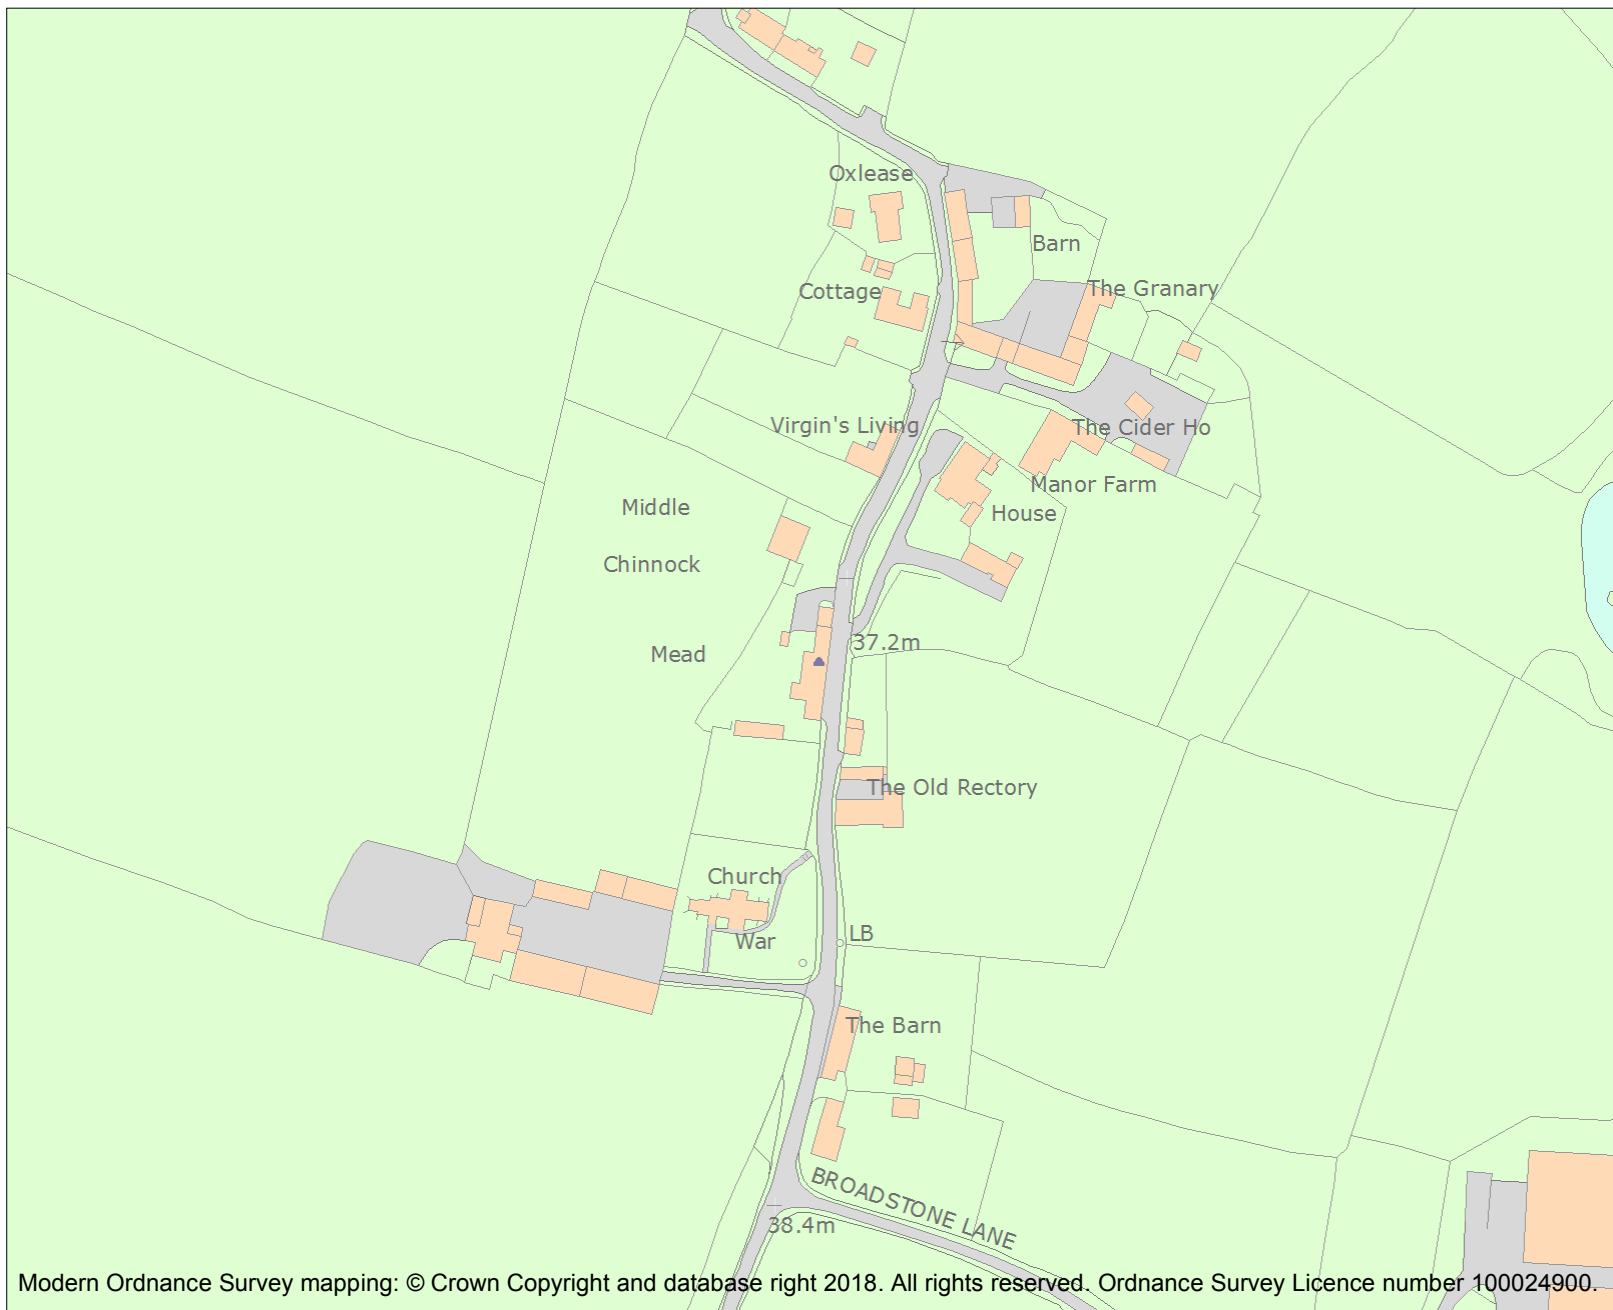 Oxlease
Barn
The Granary
Cottage
Virgin's Living
The Cider Ho
Manor Farm
House
Middle
Chinnock
Mead
37.2m
The Old Rectory
Church
War
LB
The Barn
BROADSTONE LANE
38.4m
Modern Ordnance Survey mapping: © Crown Copyright and database right 2018. All rights reserved. Ordnance Survey Licence number 100024900.